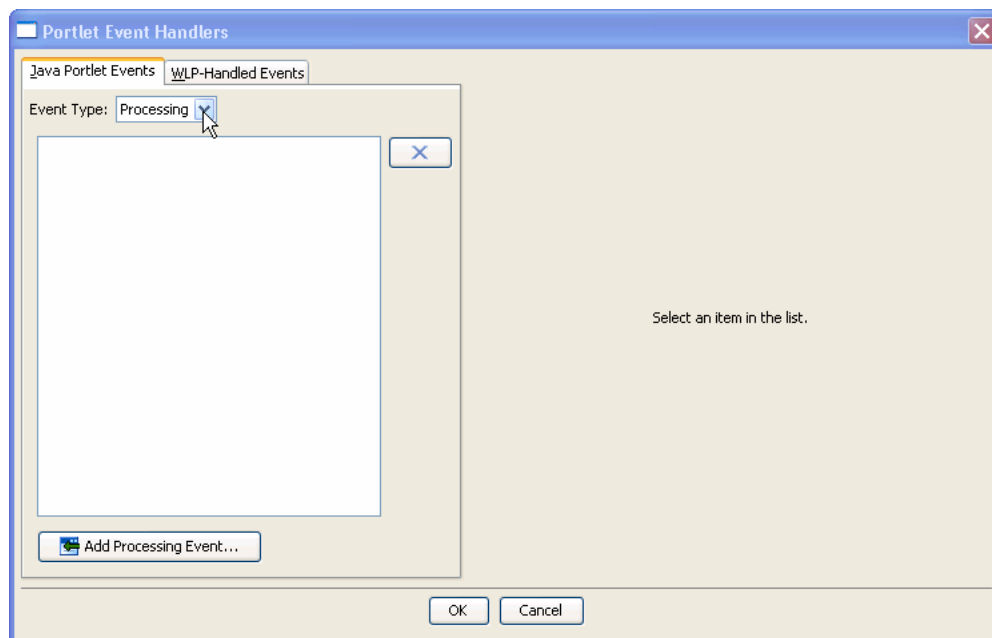 Portlet Event Handlers
Java Portlet Events WLP-Handled Events
Event Type: Processing
Select an item in the list.
Add Processing Event...
OK Cancel